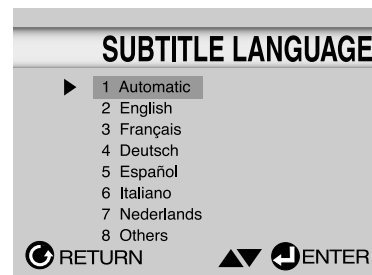 SUBTITLE LANGUAGE
1 Automatic
2 English
3 Français
4 Deutsch
5 Español
6 Italiano
7 Nederlands
8 Others
RETURN ENTER